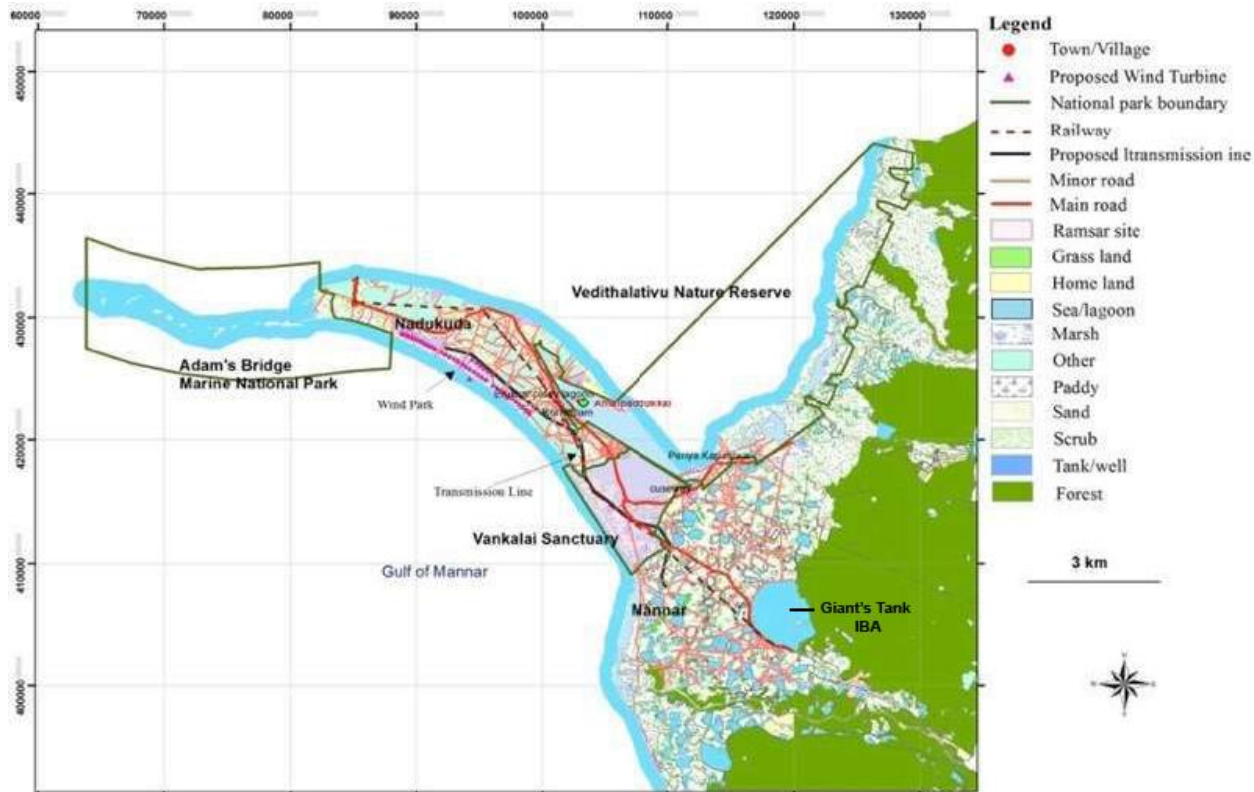 60000
70000
80000
90000
100000
110000
120000
130000
450000
440000
430000
420000
410000
400000
Vedithalativu Nature Reserve
Nadukuda
Adam's Bridge
Marine National Park
Wind Park
Periya
Transmission Line
Vankalai Sanctuary
Gulf of Mannar
Mannar
Giant's Tank
IBA
Legend
Town/Village
Proposed Wind Turbine
National park boundary
Railway
Proposed ltransmission ine
Minor road
Main road
Ramsar site
Grass land
Home land
Sea/lagoon
Marsh
Other
Paddy
Sand
Scrub
Tank/well
Forest
3 km